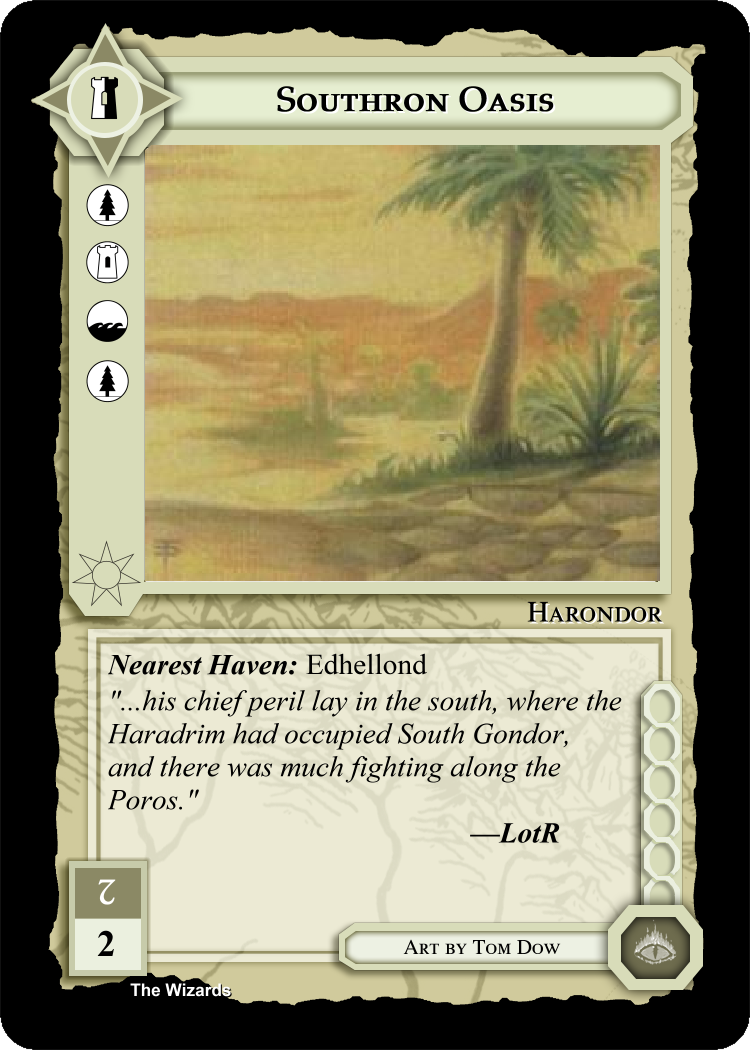 Southron Oasis
Harondor
Nearest Haven: Edhellond
"...his chief peril lay in the south, where the
Haradrim had occupied South Gondor,
and there was much fighting along the
Poros."
—LotR
2
2
Art by Tom Dow
The Wizards